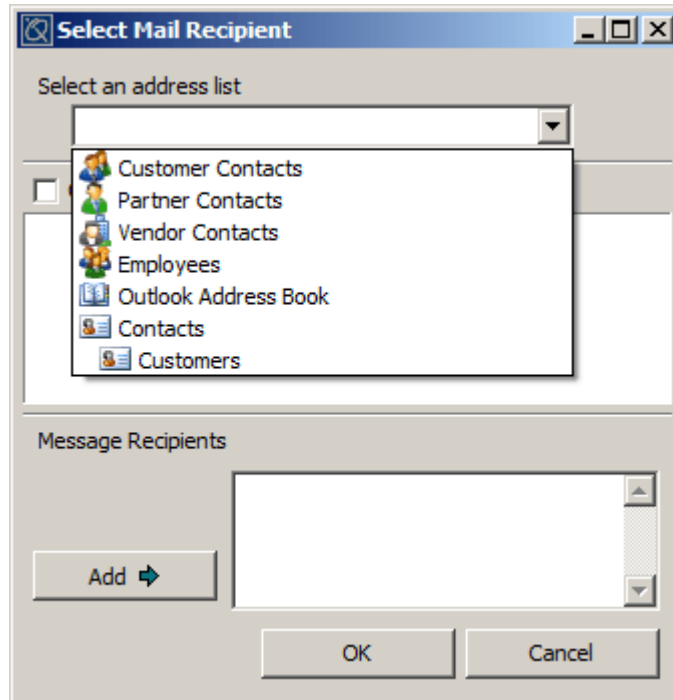 Select Mail Recipient
Select an address list
Customer Contacts
Partner Contacts
Vendor Contacts
Employees
Outlook Address Book
Contacts
Customers
Message Recipients
Add
OK
Cancel